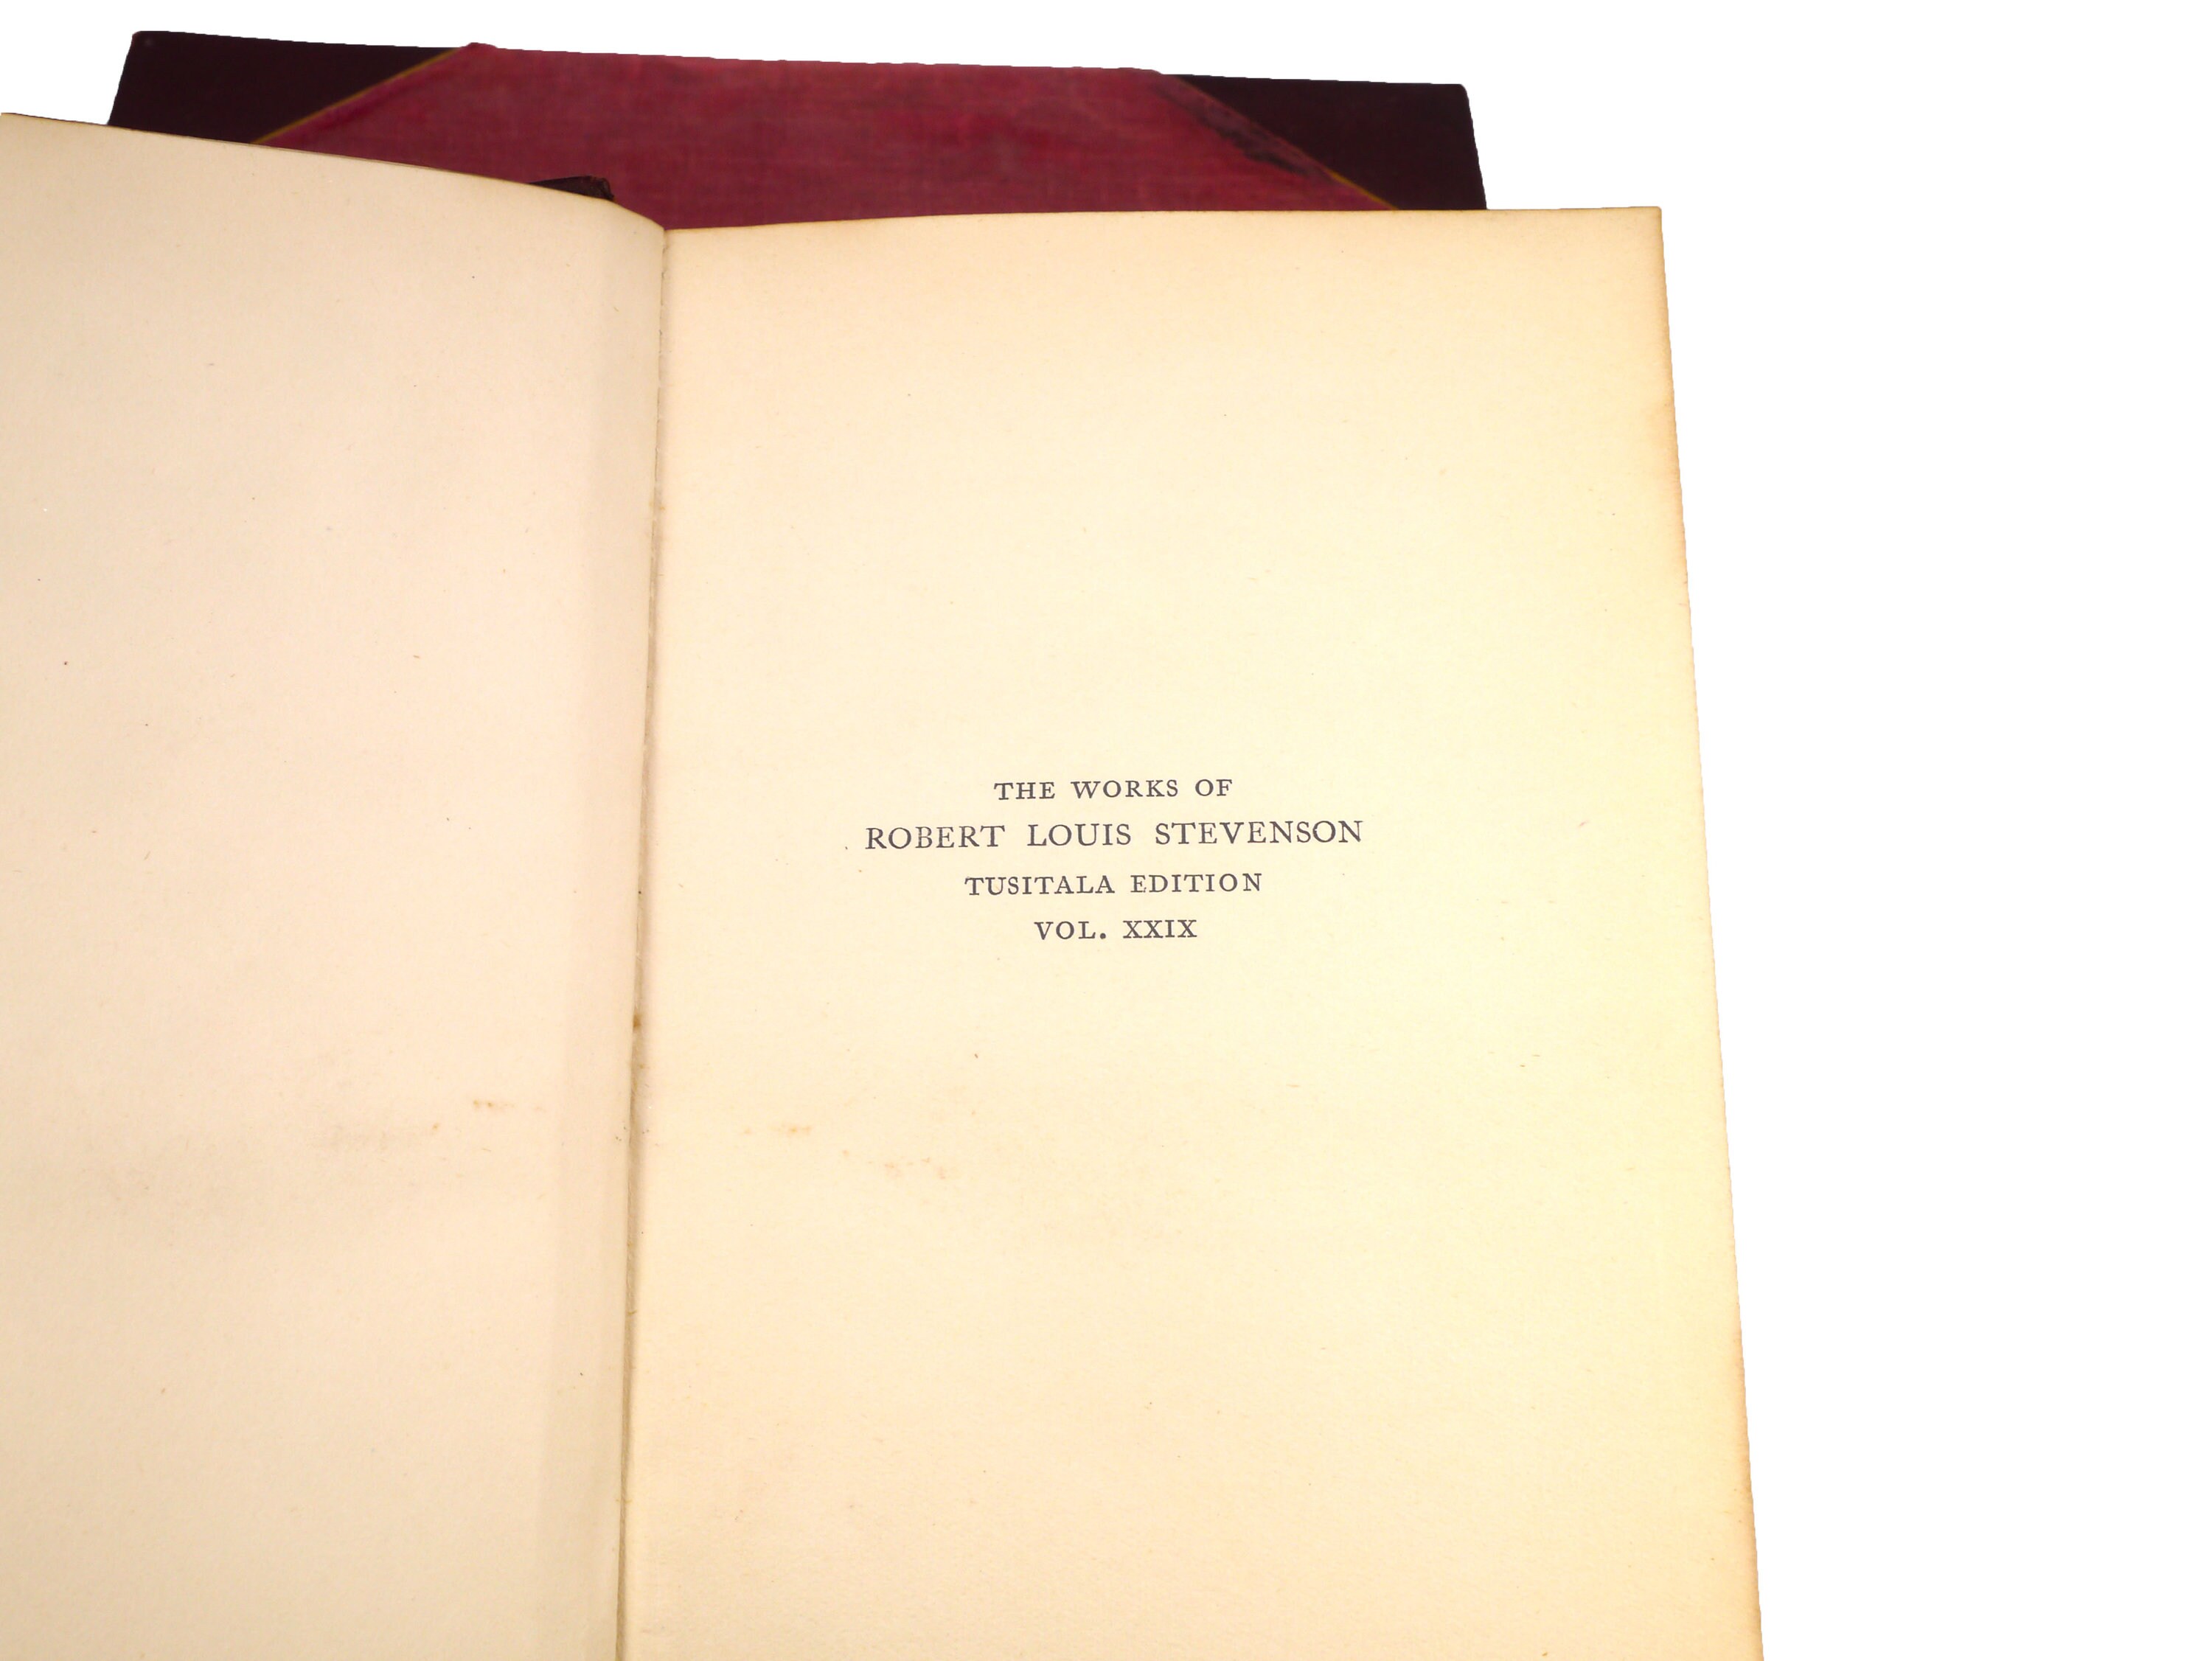 THE WORKS OF
ROBERT LOUIS STEVENSON
TUSITALA EDITION
VOL. XXIX